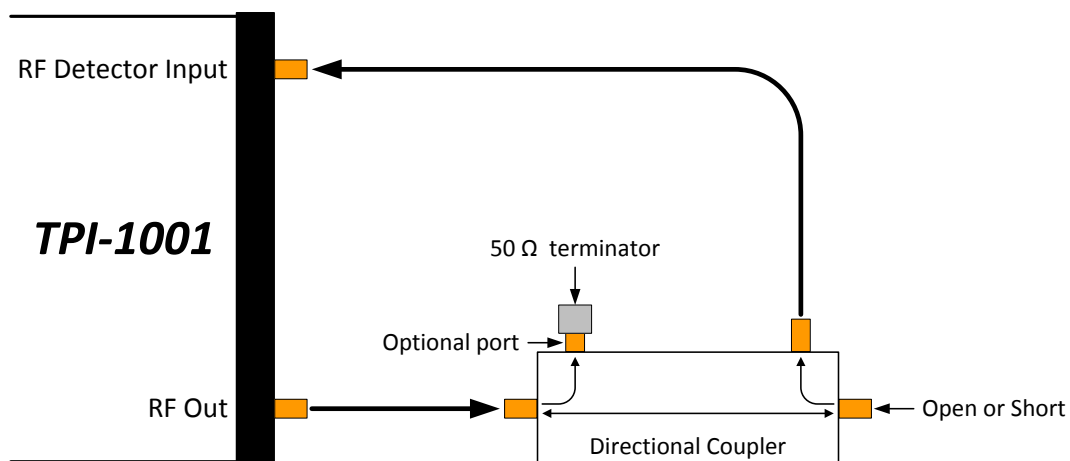 RF Detector Input
TPI-1001
50 Ω terminator
Optional port
RF Out
Open or Short
Directional Coupler